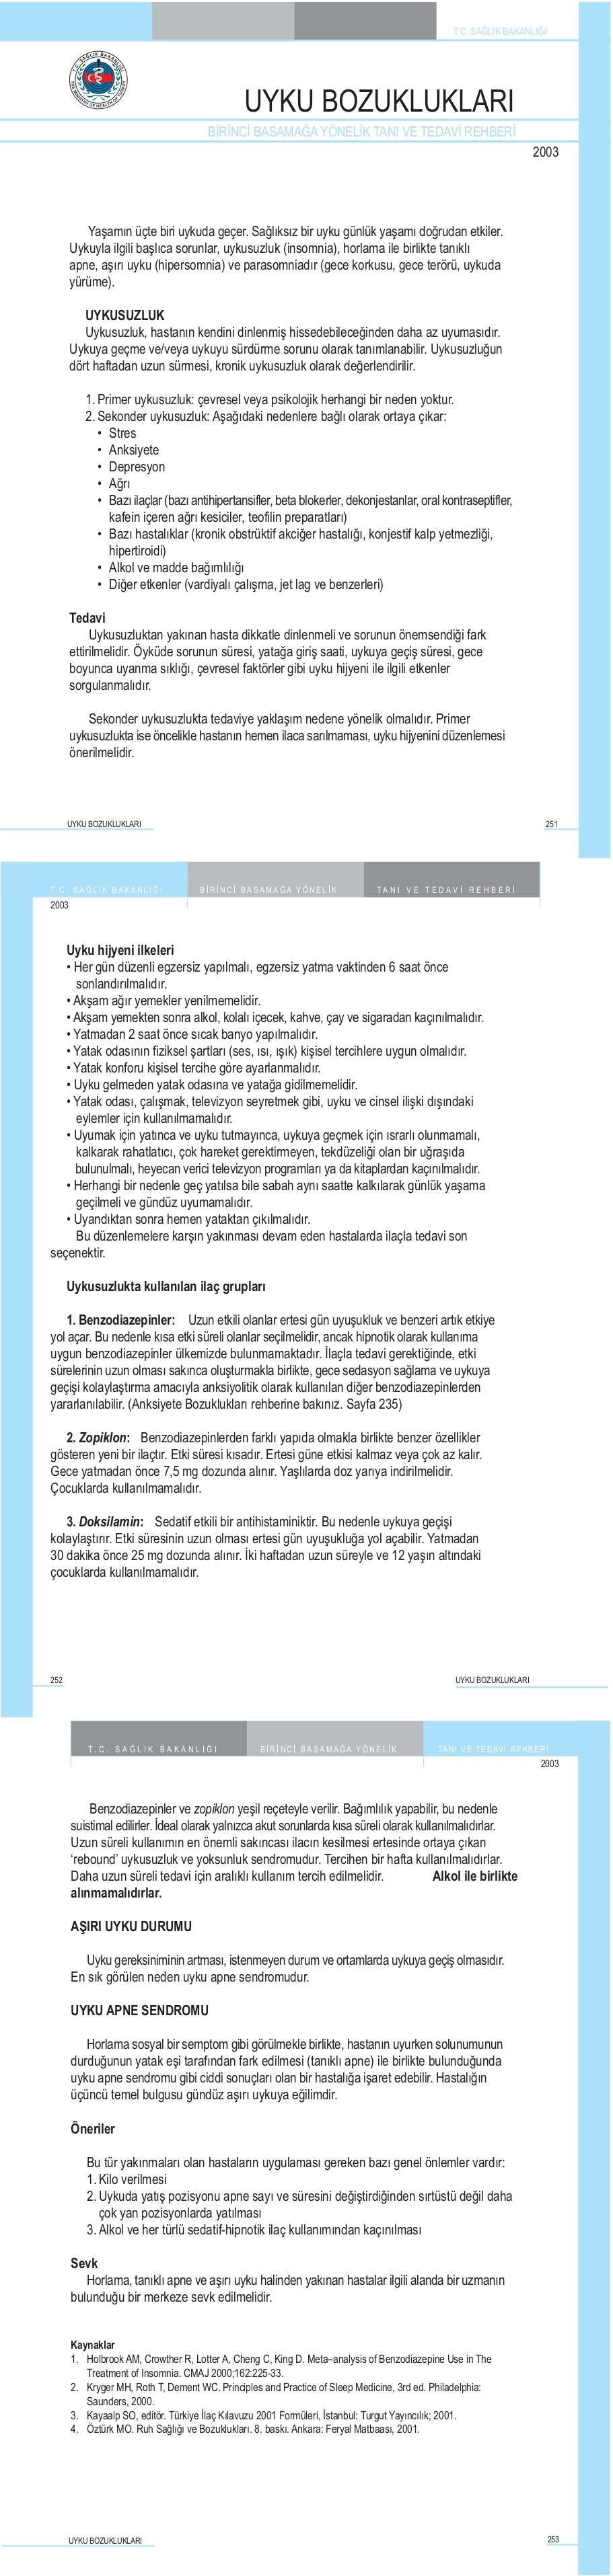 T.C. SAĞLIK BAKANLIĞI
T.C. SAĞLIK BAKANLIĞI
THE MINISTRY OF HEALTH OF TURKEY
UYKU BOZUKLUKLARI
BİRİNCİ BASAMAĞA YÖNELİK TANI VE TEDAVİ REHBERİ
2003
Yaşamın üçte biri uykuda geçer. Sağlıksız bir uyku günlük yaşamı doğrudan etkiler.
Uykuyla ilgili başlıca sorunlar, uykusuzluk (insomnia), horlama ile birlikte tanıklı
apne, aşırı uyku (hipersomnia) ve parasomniadır (gece korkusu, gece terörü, uykuda
yürüme).
UYKUSUZLUK
Uykusuzluk, hastanın kendini dinlenmiş hissedebileceğinden daha az uyumasıdır.
Uykuya geçme ve/veya uykuyu sürdürme sorunu olarak tanımlanabilir. Uykusuzluğun
dört haftadan uzun sürmesi, kronik uykusuzluk olarak değerlendirilir.
1. Primer uykusuzluk: çevresel veya psikolojik herhangi bir neden yoktur.
2. Sekonder uykusuzluk: Aşağıdaki nedenlere bağlı olarak ortaya çıkar:
• Stres
• Anksiyete
• Depresyon
• Ağrı
• Bazı ilaçlar (bazı antihipertansifler, beta blokerler, dekonjestanlar, oral kontraseptifler,
kafein içeren ağrı kesiciler, teofilin preparatları)
• Bazı hastalıklar (kronik obstrüktif akciğer hastalığı, konjestif kalp yetmezliği,
hipertiroidi)
• Alkol ve madde bağımlılığı
• Diğer etkenler (vardiyalı çalışma, jet lag ve benzerleri)
Tedavi
Uykusuzluktan yakınan hasta dikkatle dinlenmeli ve sorunun önemsendiği fark
ettirilmelidir. Öyküde sorunun süresi, yatağa giriş saati, uykuya geçiş süresi, gece
boyunca uyanma sıklığı, çevresel faktörler gibi uyku hijyeni ile ilgili etkenler
sorgulanmalıdır.
Sekonder uykusuzlukta tedaviye yaklaşım nedene yönelik olmalıdır. Primer
uykusuzlukta ise öncelikle hastanın hemen ilaca sarılmaması, uyku hijyenini düzenlemesi
önerilmelidir.
UYKU BOZUKLUKLARI
251
T.C. SAĞLIK BAKANLIĞI
BİRİNCİ BASAMAĞA YÖNELİK
TANI VE TEDAVİ REHBERİ
2003
Uyku hijyeni ilkeleri
• Her gün düzenli egzersiz yapılmalı, egzersiz yatma vaktinden 6 saat önce
sonlandırılmalıdır.
• Akşam ağır yemekler yenilmemelidir.
• Akşam yemekten sonra alkol, kolalı içecek, kahve, çay ve sigaradan kaçınılmalıdır.
• Yatmadan 2 saat önce sıcak banyo yapılmalıdır.
• Yatak odasının fiziksel şartları (ses, ısı, ışık) kişisel tercihlere uygun olmalıdır.
• Yatak konforu kişisel tercihe göre ayarlanmalıdır.
• Uyku gelmeden yatak odasına ve yatağa gidilmemelidir.
• Yatak odası, çalışmak, televizyon seyretmek gibi, uyku ve cinsel ilişki dışındaki
eylemler için kullanılmamalıdır.
• Uyumak için yatınca ve uyku tutmayınca, uykuya geçmek için ısrarlı olunmamalı,
kalkarak rahatlatıcı, çok hareket gerektirmeyen, tekdüzeliği olan bir uğraşıda
bulunulmalı, heyecan verici televizyon programları ya da kitaplardan kaçınılmalıdır.
• Herhangi bir nedenle geç yatılsa bile sabah aynı saatte kalkılarak günlük yaşama
geçilmeli ve gündüz uyumamalıdır.
• Uyandıktan sonra hemen yataktan çıkılmalıdır.
Bu düzenlemelere karşın yakınması devam eden hastalarda ilaçla tedavi son
seçenektir.
Uykusuzlukta kullanılan ilaç grupları
1. Benzodiazepinler: Uzun etkili olanlar ertesi gün uyuşukluk ve benzeri artık etkiye
yol açar. Bu nedenle kısa etki süreli olanlar seçilmelidir, ancak hipnotik olarak kullanıma
uygun benzodiazepinler ülkemizde bulunmamaktadır. İlaçla tedavi gerektiğinde, etki
sürelerinin uzun olması sakınca oluşturmakla birlikte, gece sedasyon sağlama ve uykuya
geçişi kolaylaştırma amacıyla anksiyolitik olarak kullanılan diğer benzodiazepinlerden
yararlanılabilir. (Anksiyete Bozuklukları rehberine bakınız. Sayfa 235)
2. Zopiklon: Benzodiazepinlerden farklı yapıda olmakla birlikte benzer özellikler
gösteren yeni bir ilaçtır. Etki süresi kısadır. Ertesi güne etkisi kalmaz veya çok az kalır.
Gece yatmadan önce 7,5 mg dozunda alınır. Yaşlılarda doz yarıya indirilmelidir.
Çocuklarda kullanılmamalıdır.
3. Doksilamin: Sedatif etkili bir antihistaminiktir. Bu nedenle uykuya geçişi
kolaylaştırır. Etki süresinin uzun olması ertesi gün uyuşukluğa yol açabilir. Yatmadan
30 dakika önce 25 mg dozunda alınır. İki haftadan uzun süreyle ve 12 yaşın altındaki
çocuklarda kullanılmamalıdır.
252
UYKU BOZUKLUKLARI
T.C. SAĞLIK BAKANLIĞI
BİRİNCİ BASAMAĞA YÖNELİK
TANI VE TEDAVİ REHBERİ
2003
Benzodiazepinler ve zopiklon yeşil reçeteyle verilir. Bağımlılık yapabilir, bu nedenle
suistimal edilirler. İdeal olarak yalnızca akut sorunlarda kısa süreli olarak kullanılmalıdırlar.
Uzun süreli kullanımın en önemli sakıncası ilacın kesilmesi ertesinde ortaya çıkan
‘rebound’ uykusuzluk ve yoksunluk sendromudur. Tercihen bir hafta kullanılmalıdırlar.
Daha uzun süreli tedavi için aralıklı kullanım tercih edilmelidir. Alkol ile birlikte
alınmamalıdırlar.
AŞIRI UYKU DURUMU
Uyku gereksiniminin artması, istenmeyen durum ve ortamlarda uykuya geçiş olmasıdır.
En sık görülen neden uyku apne sendromudur.
UYKU APNE SENDROMU
Horlama sosyal bir semptom gibi görülmekle birlikte, hastanın uyurken solunumunun
durduğunun yatak eşi tarafından fark edilmesi (tanıklı apne) ile birlikte bulunduğunda
uyku apne sendromu gibi ciddi sonuçları olan bir hastalığa işaret edebilir. Hastalığın
üçüncü temel bulgusu gündüz aşırı uykuya eğilimdir.
Öneriler
Bu tür yakınmaları olan hastaların uygulaması gereken bazı genel önlemler vardır:
1. Kilo verilmesi
2. Uykuda yatış pozisyonu apne sayı ve süresini değiştirdiğinden sırtüstü değil daha
çok yan pozisyonlarda yatılması
3. Alkol ve her türlü sedatif-hipnotik ilaç kullanımından kaçınılması
Sevk
Horlama, tanıklı apne ve aşırı uyku halinden yakınan hastalar ilgili alanda bir uzmanın
bulunduğu bir merkeze sevk edilmelidir.
Kaynaklar
1. Holbrook AM, Crowther R, Lotter A, Cheng C, King D. Meta–analysis of Benzodiazepine Use in The
Treatment of Insomnia. CMAJ 2000;162:225-33.
2. Kryger MH, Roth T, Dement WC. Principles and Practice of Sleep Medicine, 3rd ed. Philadelphia:
Saunders, 2000.
3. Kayaalp SO, editör. Türkiye İlaç Kılavuzu 2001 Formüleri, İstanbul: Turgut Yayıncılık; 2001.
4. Öztürk MO. Ruh Sağlığı ve Bozuklukları. 8. baskı. Ankara: Feryal Matbaası, 2001.
UYKU BOZUKLUKLARI
253